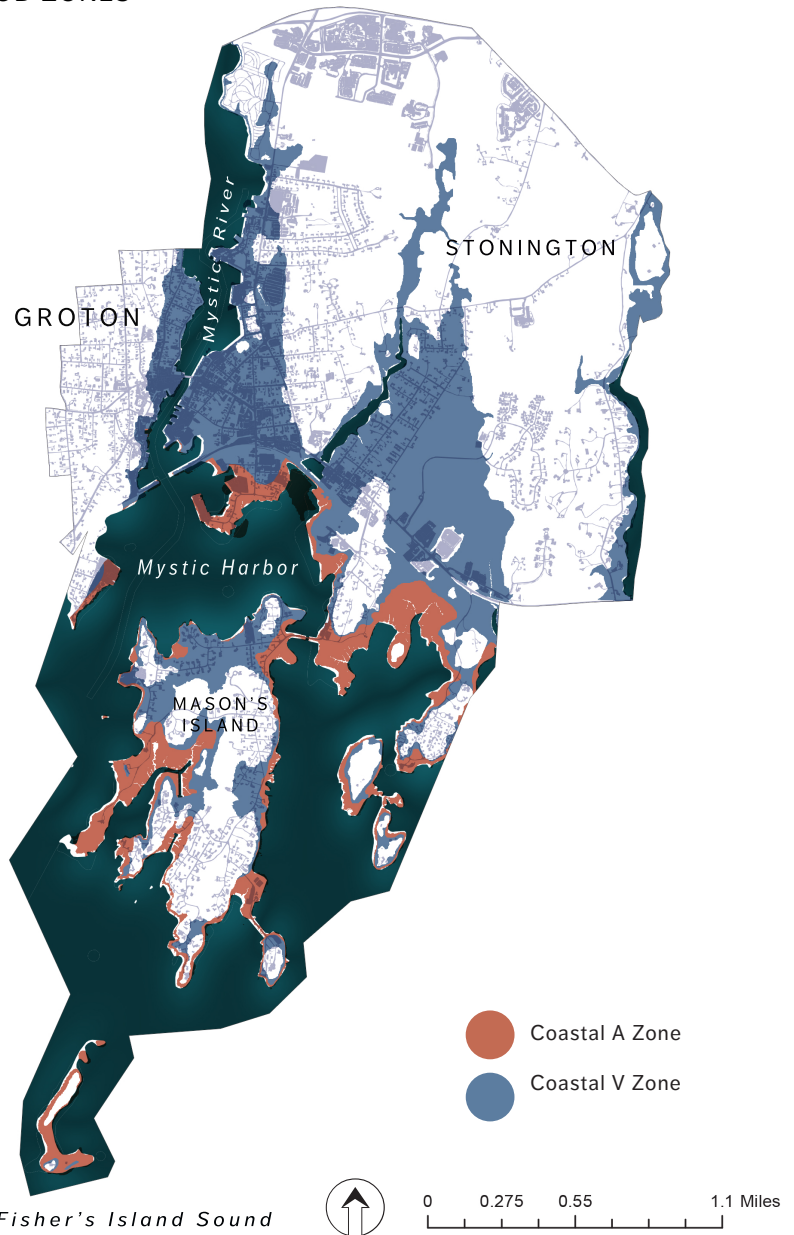 Mystic River
STONINGTON
GROTON
Mystic Harbor
MASON'S
ISLAND
Coastal A Zone
Coastal V Zone
Fisher's Island Sound
0 0.275 0.55 1.1 Miles